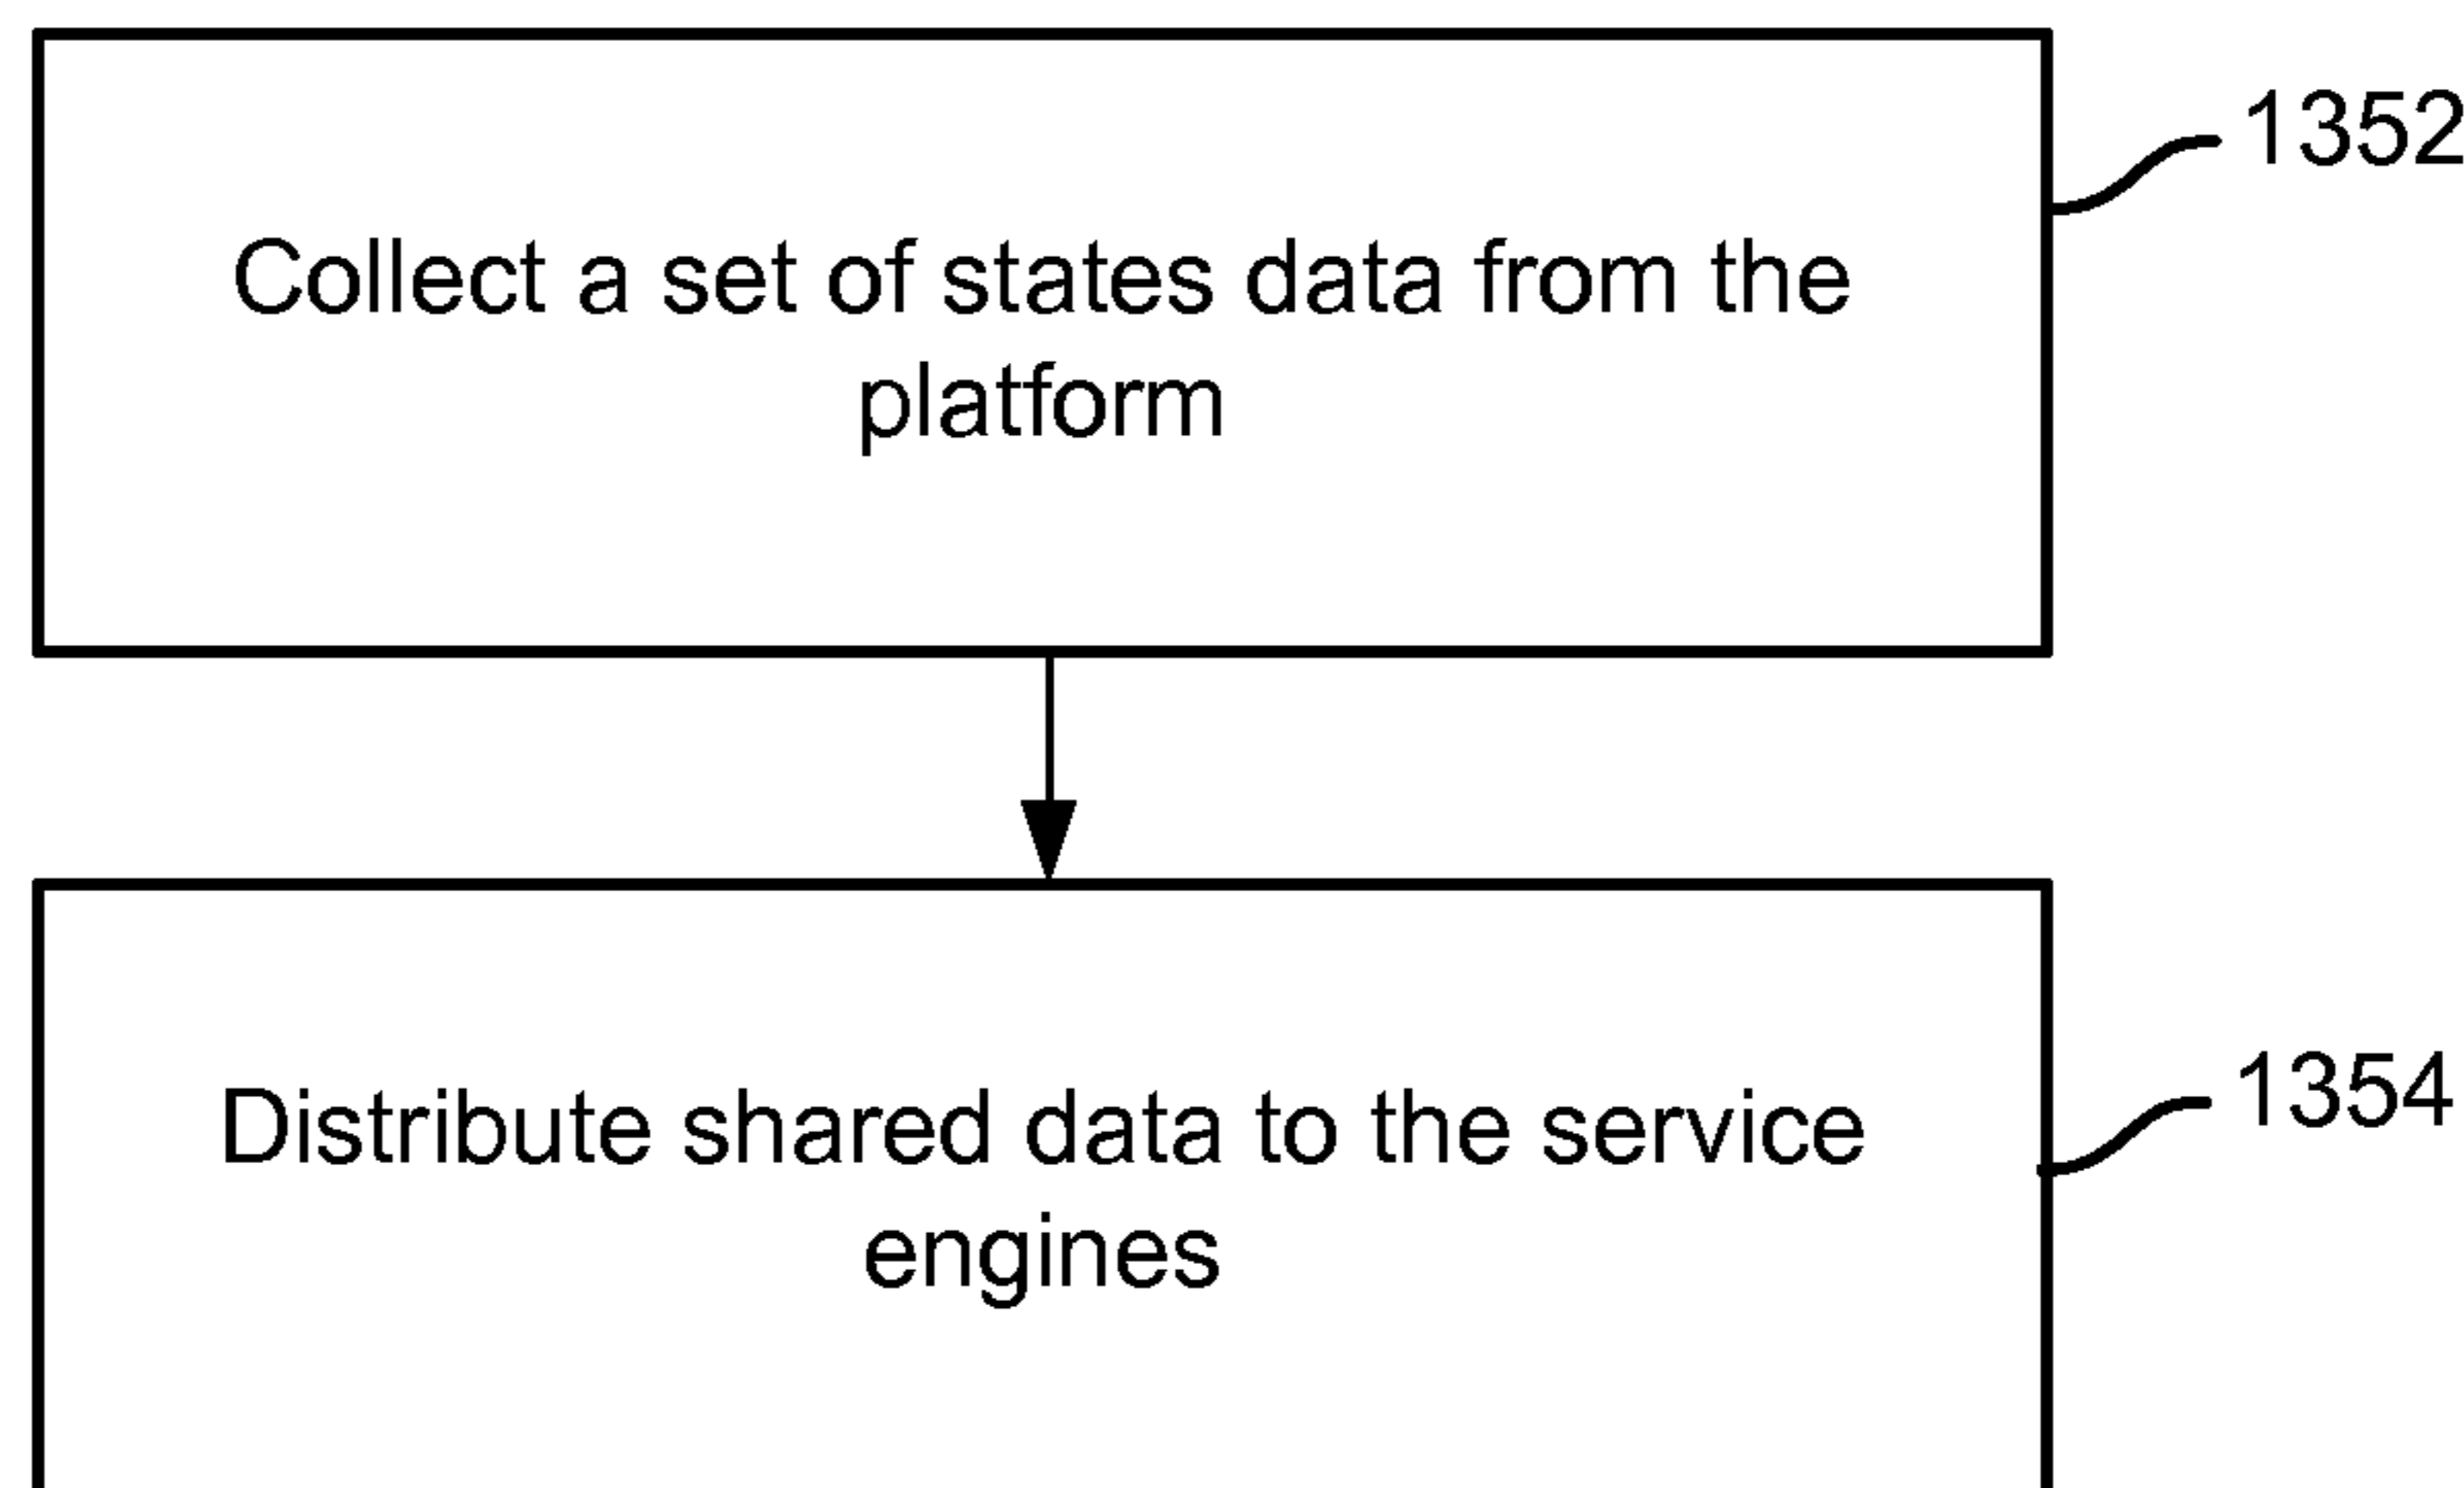 1352
Collect a set of states data from the
platform
1354
Distribute shared data to the service
engines